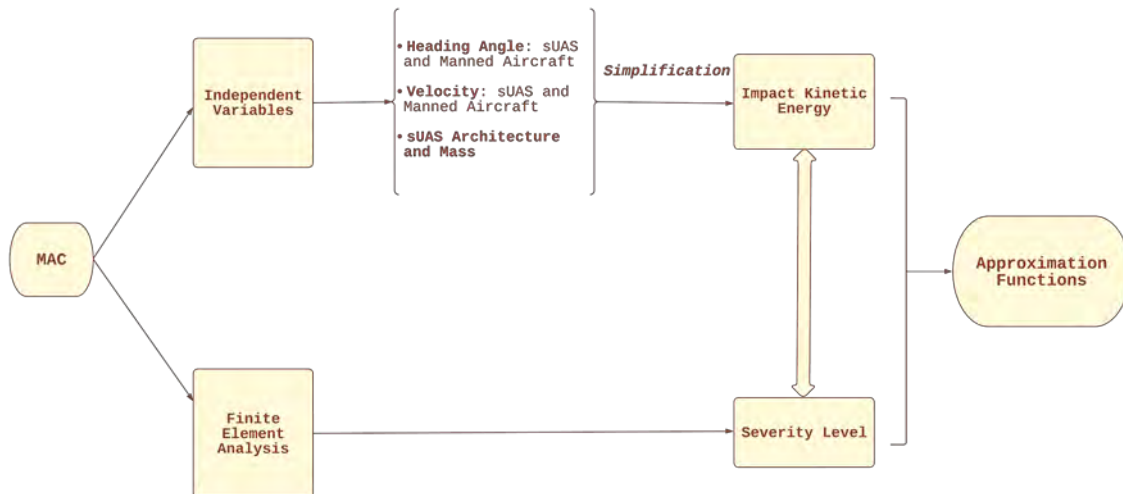 MAC
Independent
Variables
• Heading Angle: sUAS
and Manned Aircraft
• Velocity: sUAS and
Manned Aircraft
• sUAS Architecture
and Mass
Simplification
Impact Kinetic
Energy
Finite
Element
Analysis
Severity Level
Approximation
Functions